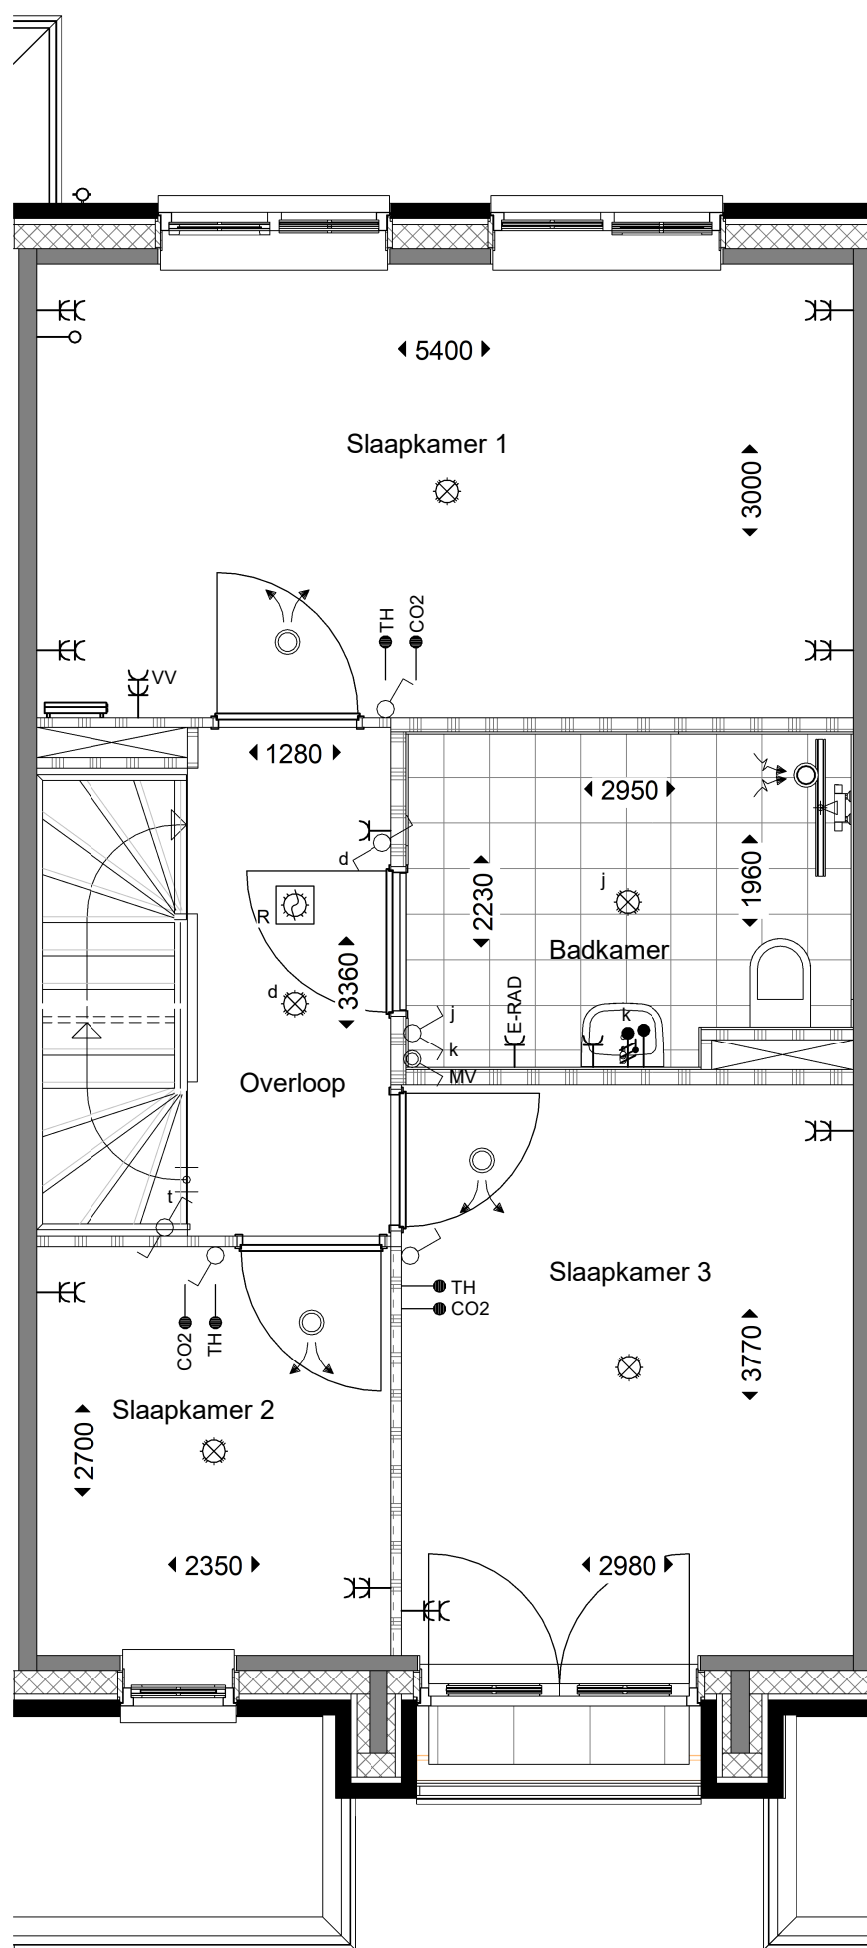 5400
Slaapkamer 1
3000
TH
CO2
VV
1280
2950
d
j
2230
1960
R
Badkamer
d
3360
E-RAD
j
k
k
MV
Overloop
t
Slaapkamer 3
TH
CO2
CO2
TH
3770
Slaapkamer 2
2700
2350
2980